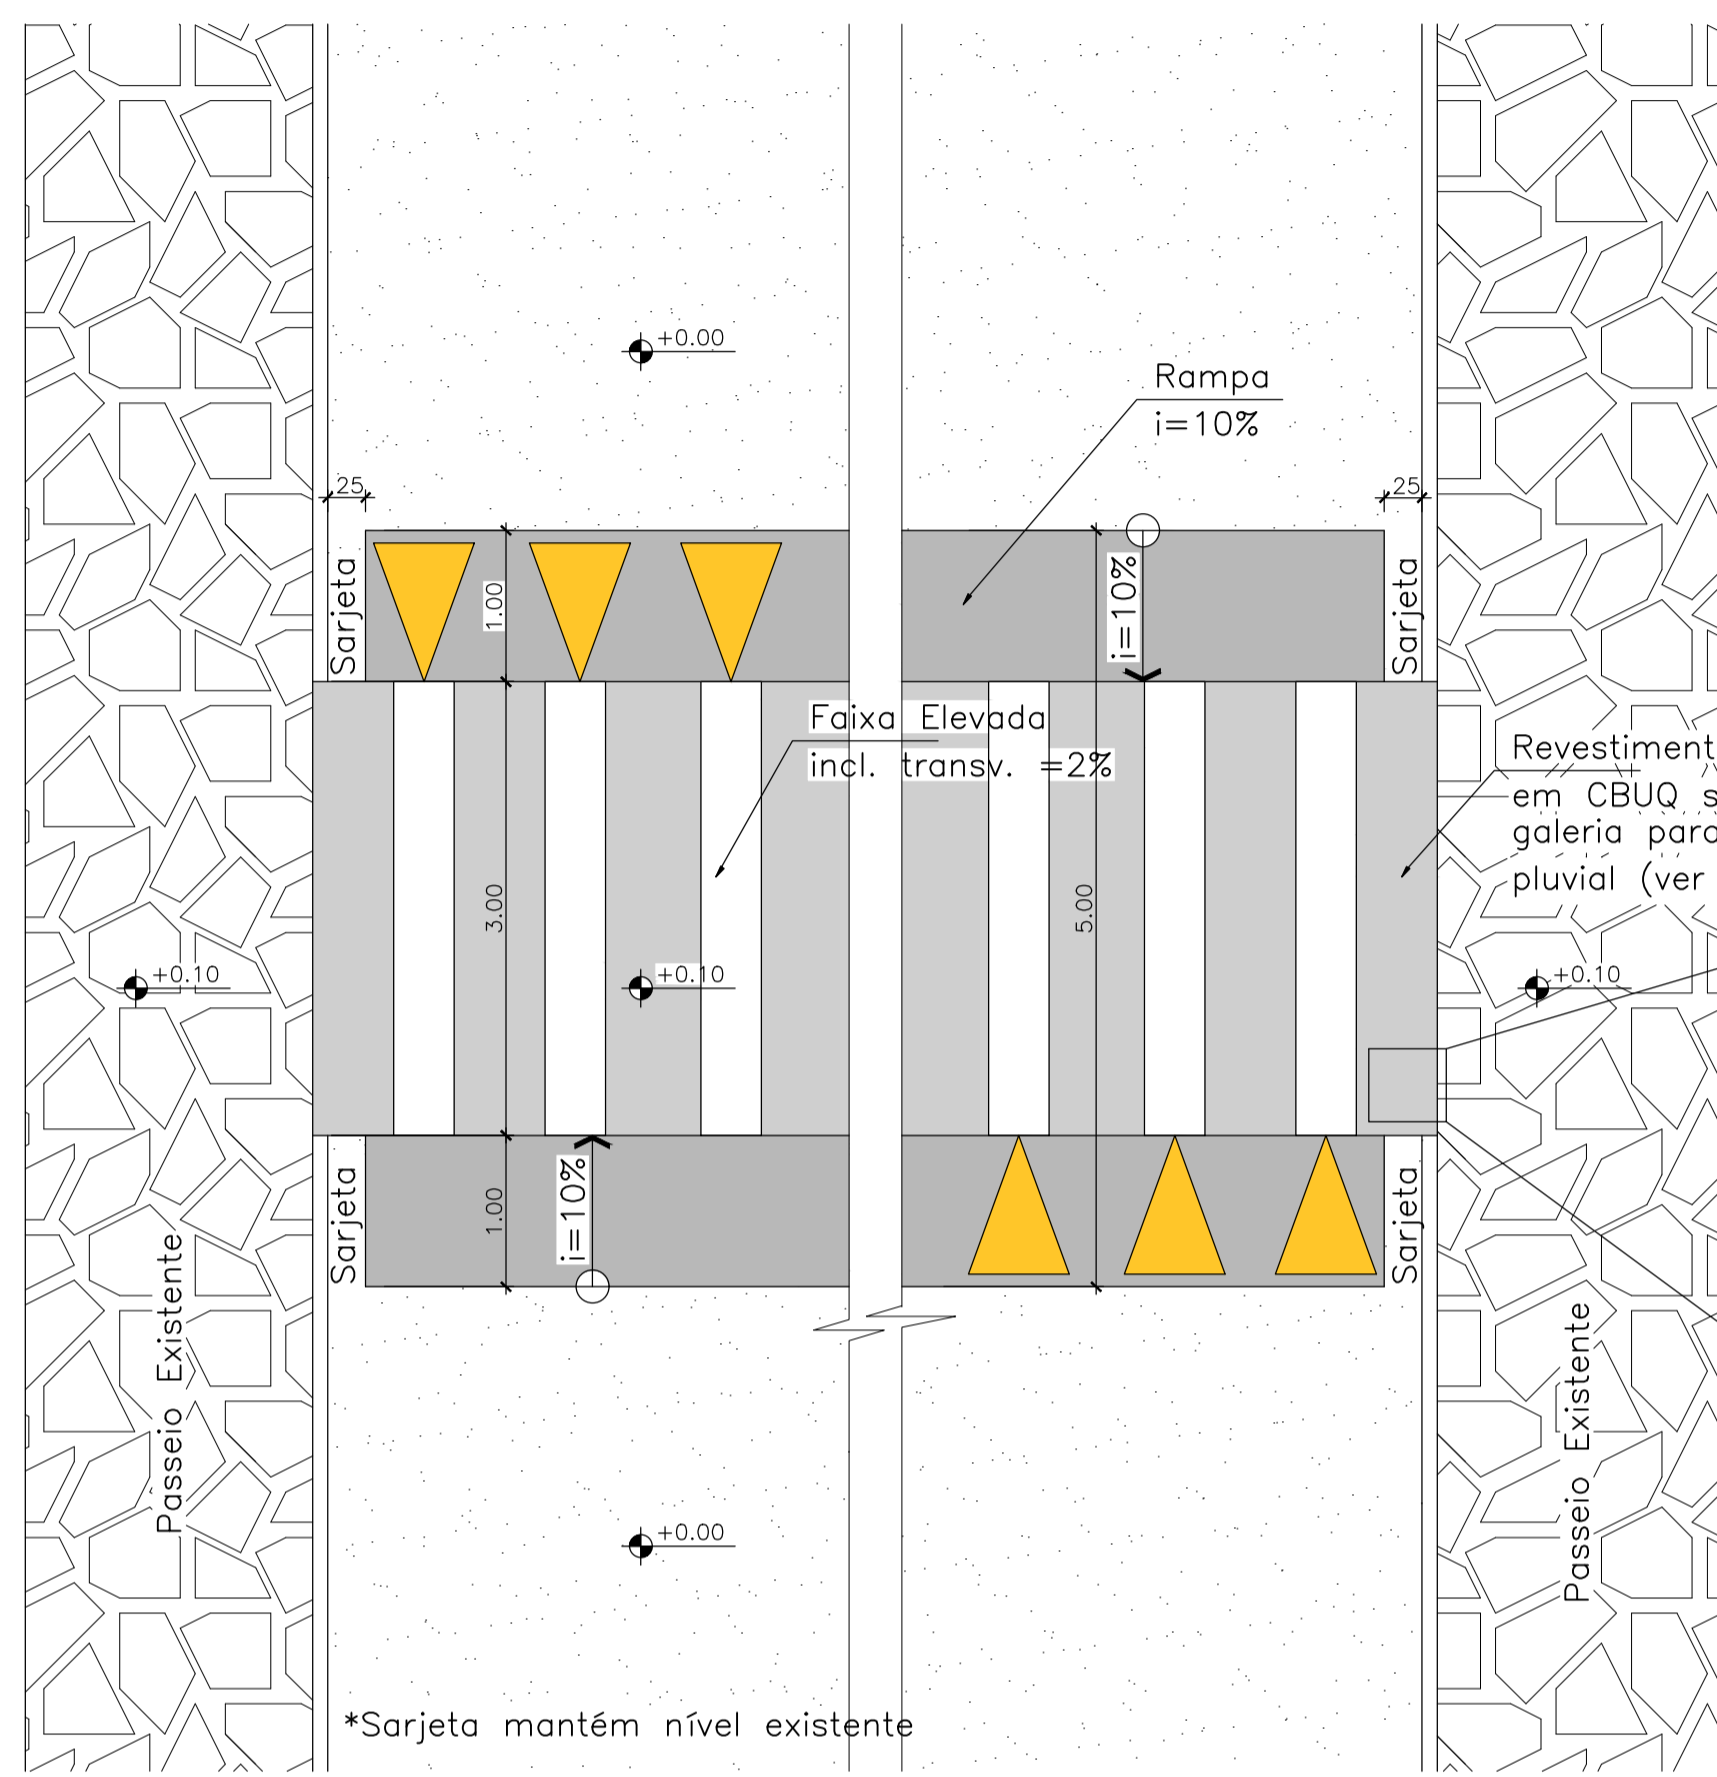 +0.00
Rampa
i=10%
25
25
Sarjeta
1.00
i=10%
Sarjeta
Faixa Elevada
incl. transv. =2%
Revestiment
em CBUQ s
galeria para
pluvial (ver
3.00
5.00
+0.10
+0.10
+0.10
Sarjeta
1.00
i=10%
Sarjeta
Passeio Existente
Passeio Existente
+0.00
*Sarjeta mantém nível existente